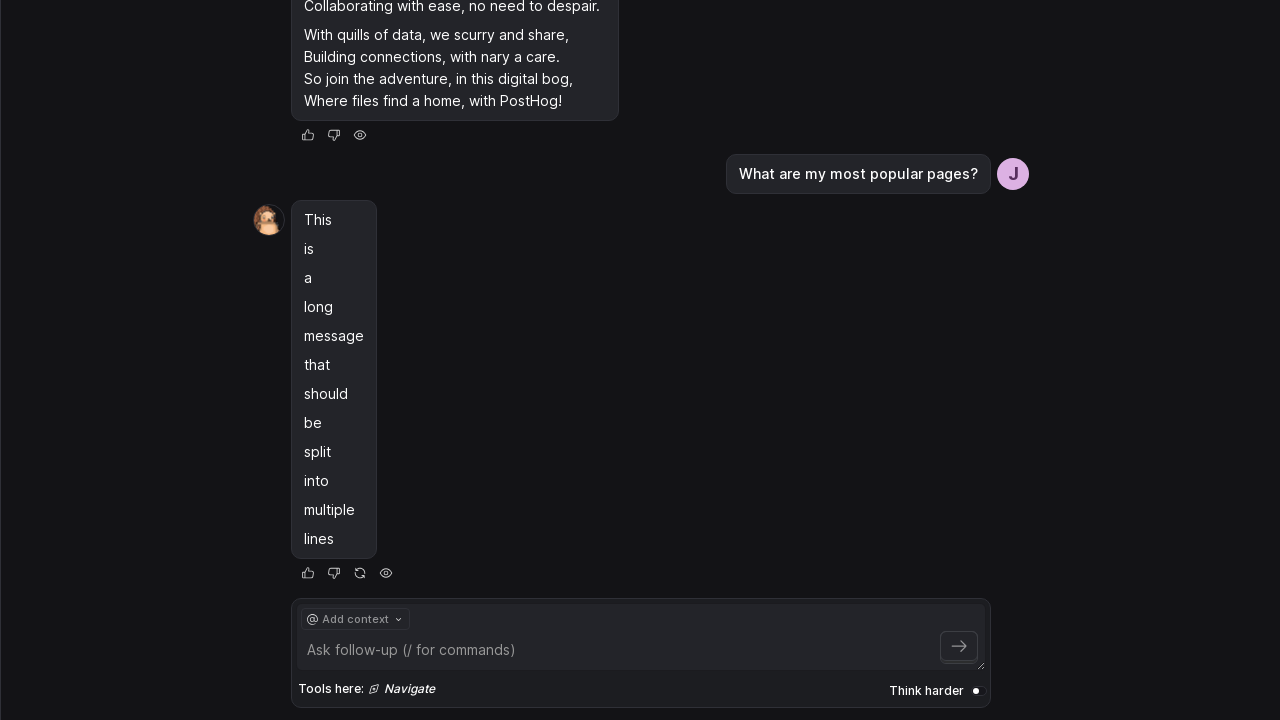 Collaborating with ease, no need to despair.
With quills of data, we scurry and share,
Building connections, with nary a care.
So join the adventure, in this digital bog,
Where files find a home, with PostHog!
What are my most popular pages?
J
This
is
a
long
message
that
should
be
split
into
multiple
lines
@ Add context
Ask follow-up (/ for commands)
Tools here: Navigate
Think harder